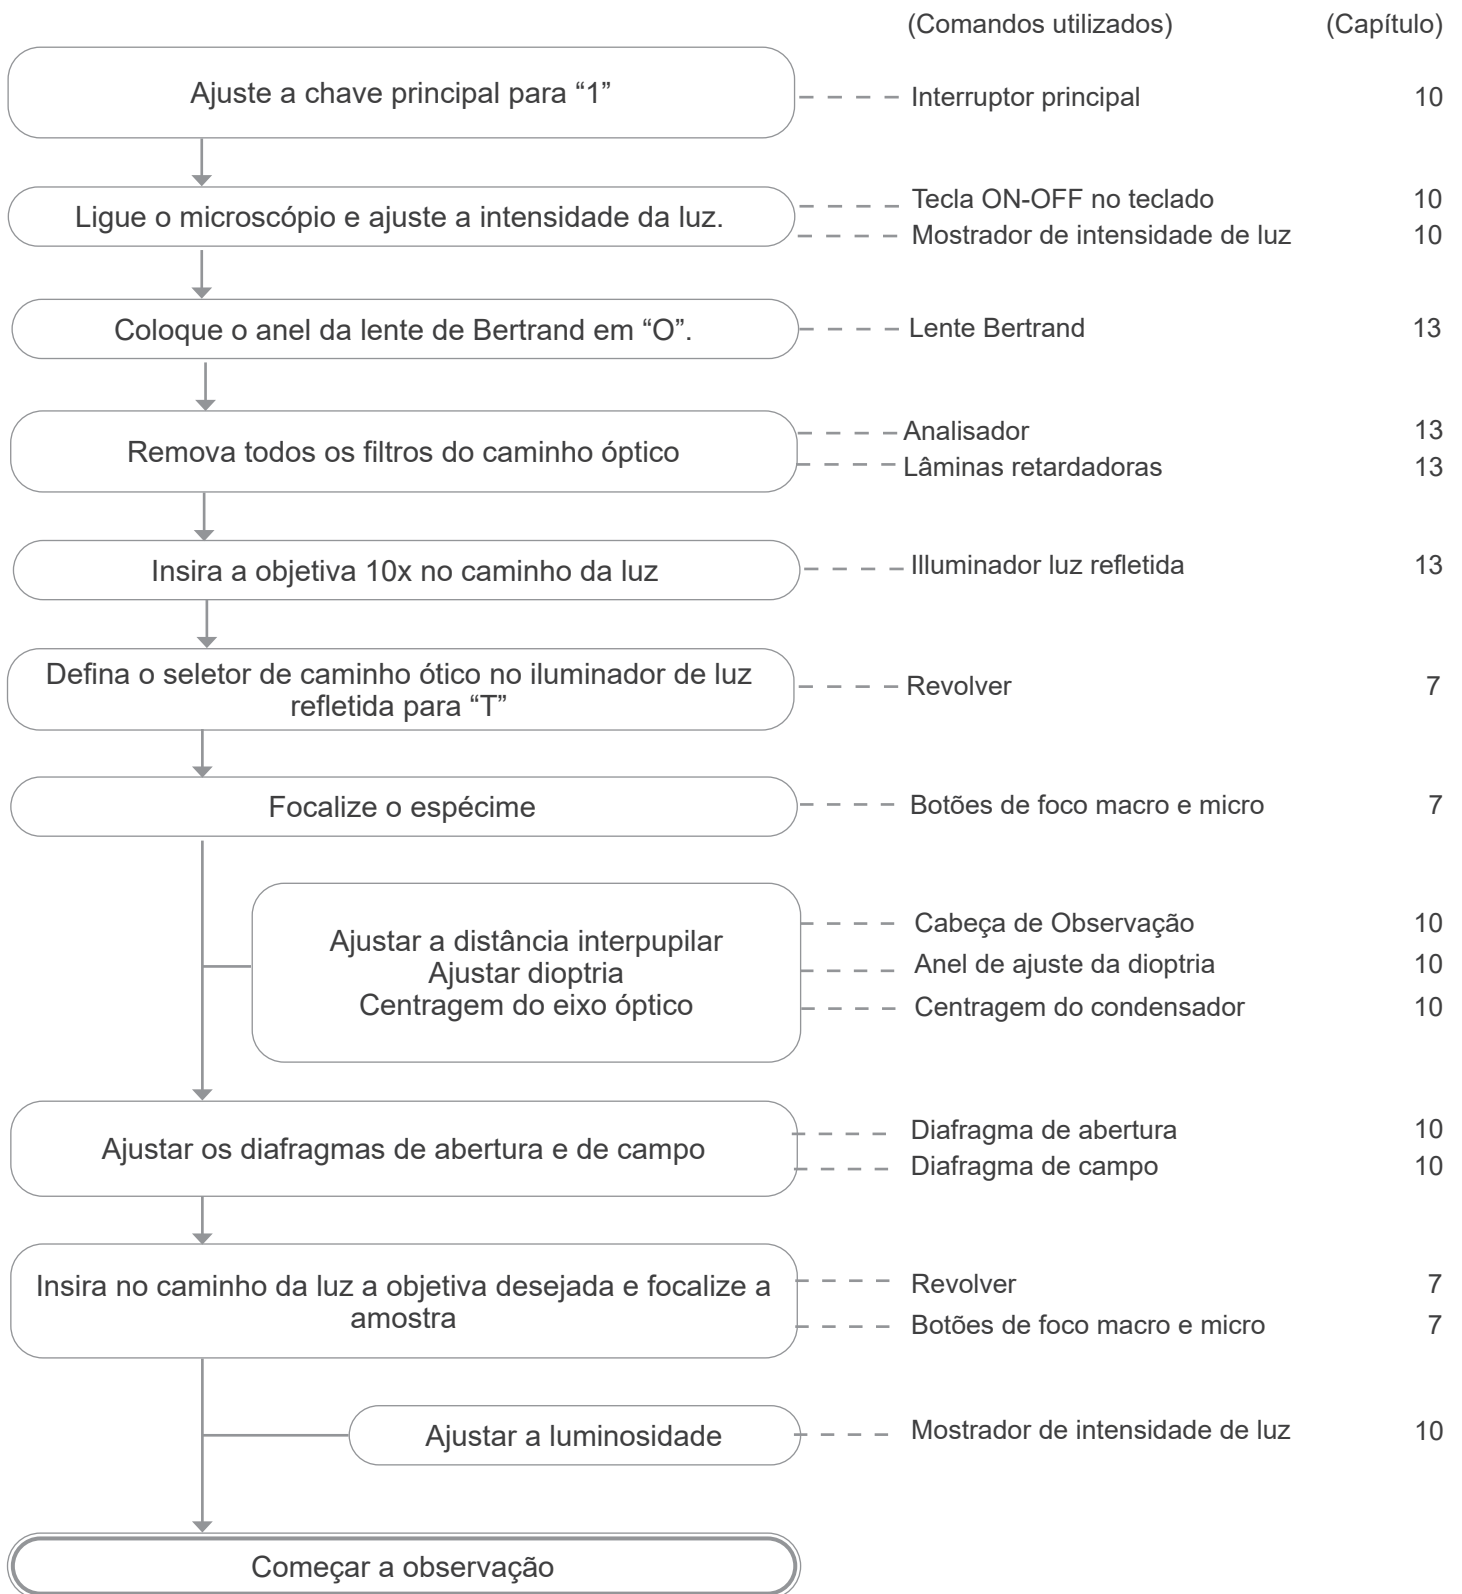 (Comandos utilizados) (Capítulo)
Ajuste a chave principal para “1” Interruptor principal 10
Ligue o microscópio e ajuste a intensidade da luz. Tecla ON-OFF no teclado 10
Mostrador de intensidade de luz 10
Coloque o anel da lente de Bertrand em “O”. Lente Bertrand 13
Remova todos os filtros do caminho óptico Analisador 13
Lâminas retardadoras 13
Insira a objetiva 10x no caminho da luz Illuminador luz refletida 13
Defina o seletor de caminho ótico no iluminador de luz
refletida para “T” Revolver 7
Focalize o espécime Botões de foco macro e micro 7
Ajustar a distância interpupilar Cabeça de Observação 10
Ajustar dioptria Anel de ajuste da dioptria 10
Centragem do eixo óptico Centragem do condensador 10
Ajustar os diafragmas de abertura e de campo Diafragma de abertura 10
Diafragma de campo 10
Insira no caminho da luz a objetiva desejada e focalize a Revolver 7
amostra Botões de foco macro e micro 7
Ajustar a luminosidade Mostrador de intensidade de luz 10
Começar a observação